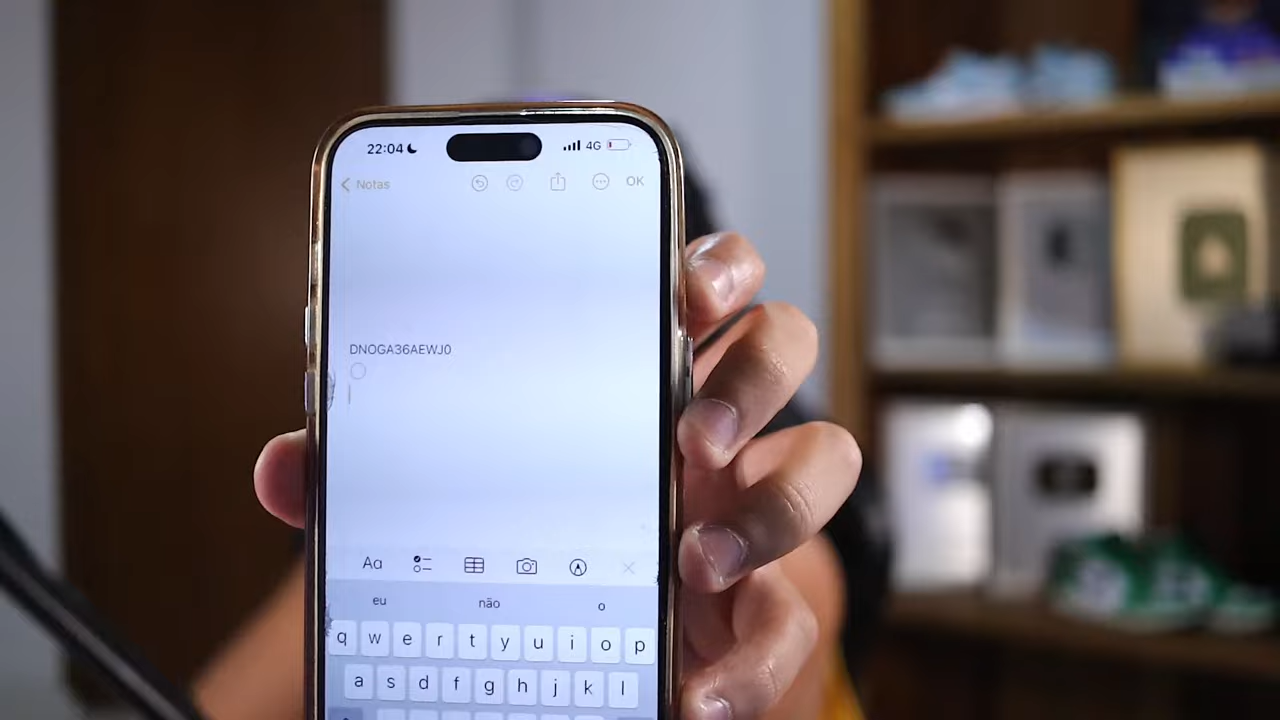 22:04
4G
Notas
OK
DNOGA36AEWJ0
Aa
eu não o
q w e r t y u i o p
a s d f g h j k l